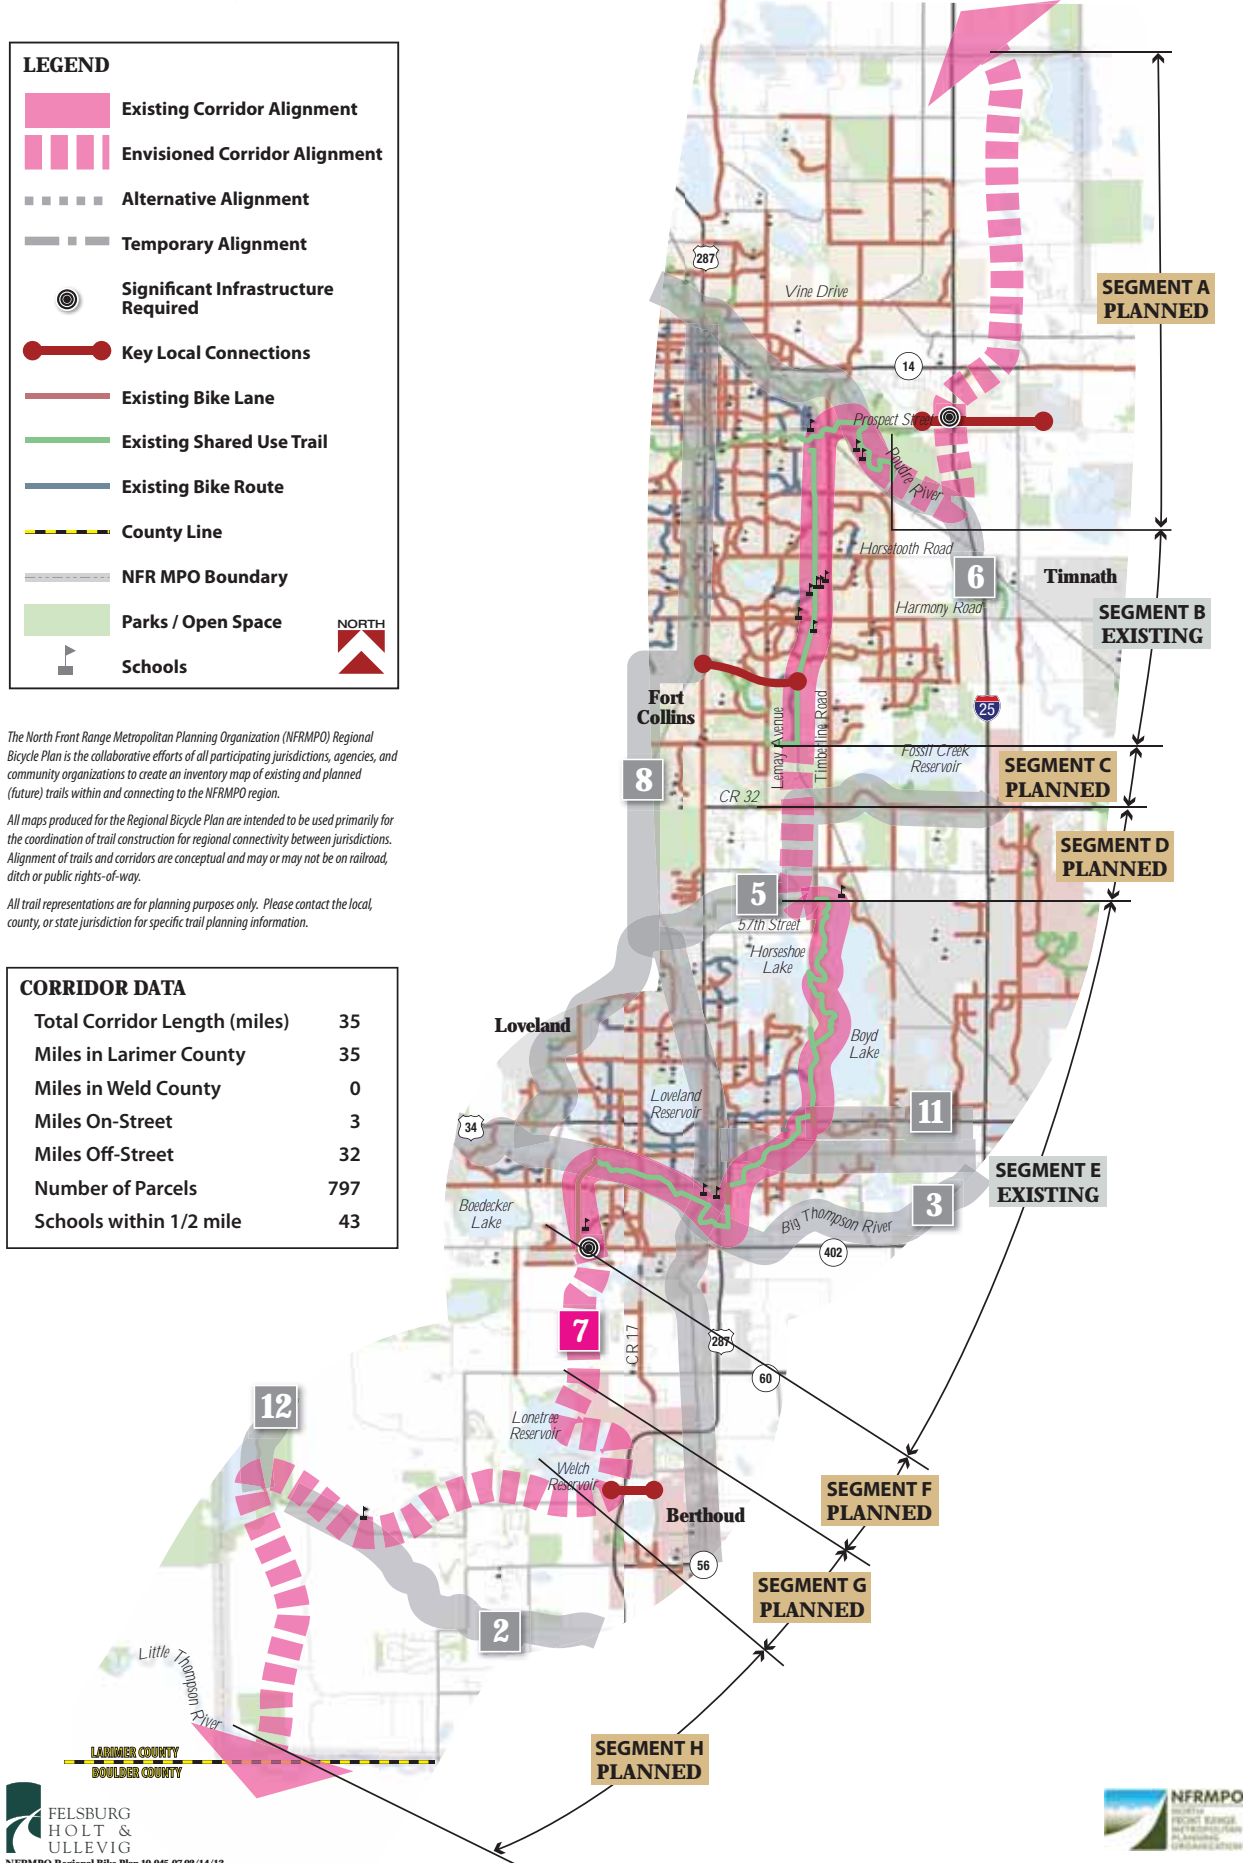 LEGEND
Existing Corridor Alignment
Envisioned Corridor Alignment
Alternative Alignment
Temporary Alignment
Significant Infrastructure
Required
Key Local Connections
Existing Bike Lane
Existing Shared Use Trail
Existing Bike Route
County Line
NFR MPO Boundary
Parks / Open Space
Schools
NORTH
The North Front Range Metropolitan Planning Organization (NFRMPO) Regional
Bicycle Plan is the collaborative efforts of all participating jurisdictions, agencies, and
community organizations to create an inventory map of existing and planned
(future) trails within and connecting to the NFRMPO region.
All maps produced for the Regional Bicycle Plan are intended to be used primarily for
the coordination of trail construction for regional connectivity between jurisdictions.
Alignment of trails and corridors are conceptual and may or may not be on railroad,
ditch or public rights-of-way.
All trail representations are for planning purposes only. Please contact the local,
county, or state jurisdiction for specific trail planning information.
CORRIDOR DATA
Total Corridor Length (miles) 35
Miles in Larimer County 35
Miles in Weld County 0
Miles On-Street 3
Miles Off-Street 32
Number of Parcels 797
Schools within 1/2 mile 43
287
Vine Drive
SEGMENT A
PLANNED
14
Prospect Street
Poudre River
Horsetooth Road
6
Timnath
Harmony Road
SEGMENT B
EXISTING
Fort
Collins
Lemay Avenue
Timberline Road
25
Fossil Creek
Reservoir
SEGMENT C
PLANNED
8
CR 32
SEGMENT D
PLANNED
5
57th Street
Horseshoe
Lake
Loveland
Boyd
Lake
Loveland
Reservoir
11
34
SEGMENT E
EXISTING
Boedecker
Lake
3
Big Thompson River
402
7
CR 17
287
60
12
Lonetree
Reservoir
Welch
Reservoir
SEGMENT F
PLANNED
Berthoud
56
SEGMENT G
PLANNED
2
Little Thompson River
SEGMENT H
PLANNED
LARIMER COUNTY
BOULDER COUNTY
FELSBURG
HOLT &
ULLEVIG
NFRMPO
NORTH
FRONT RANGE
METROPOLITAN
PLANNING
ORGANIZATION